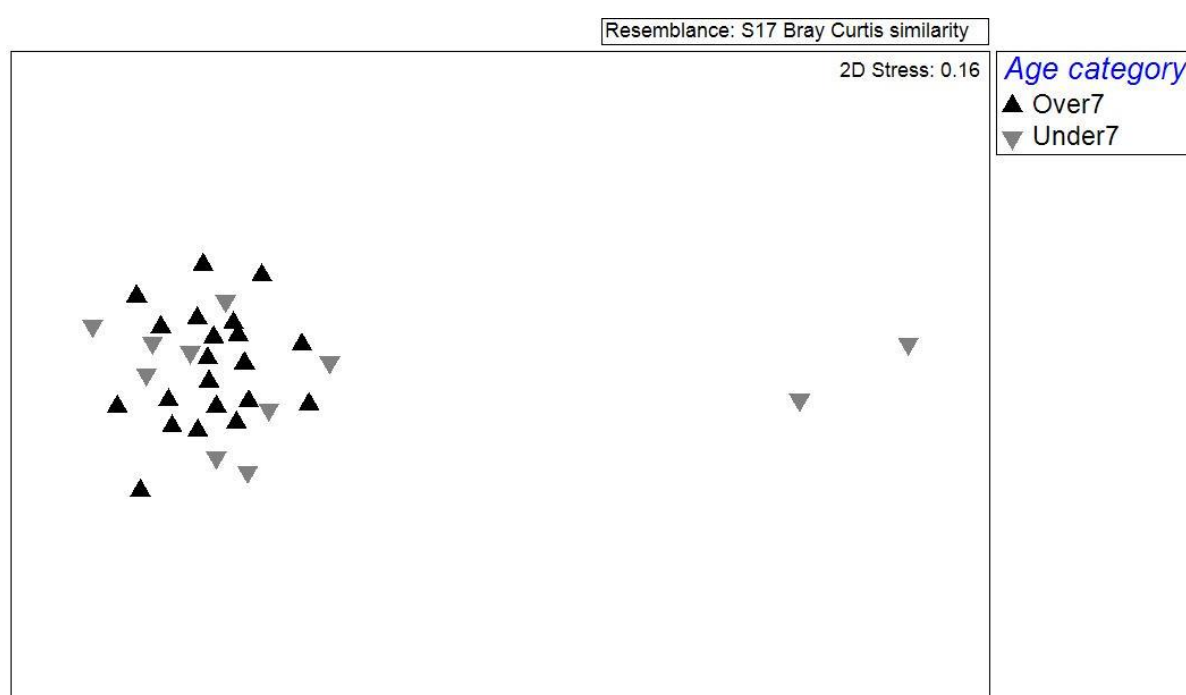 Resemblance: S17 Bray Curtis similarity
2D Stress: 0.16
Age category
Over7
Under7